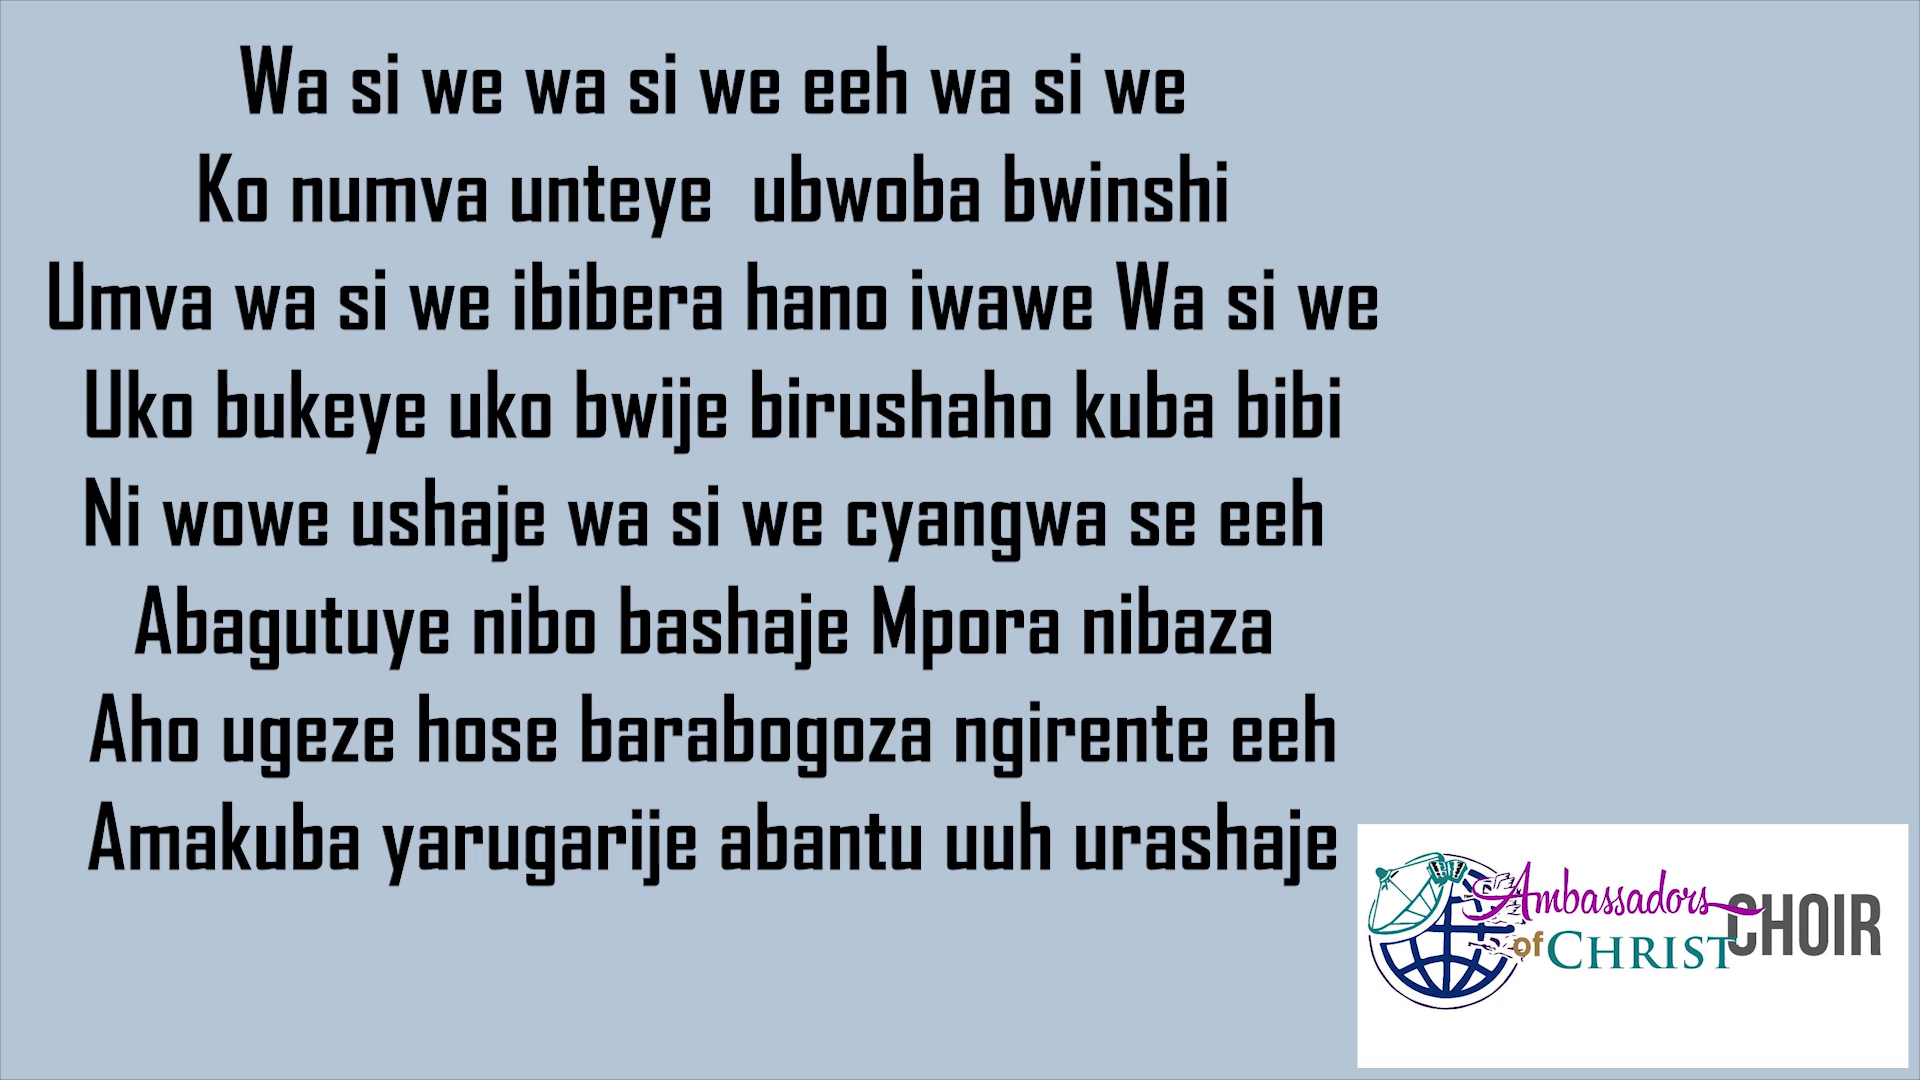 Wa si we wa si we eeh wa si we
Ko numva unteye  ubwoba bwinshi
Umva wa si we ibibera hano iwawe Wa si we
Uko bukeye uko bwije birushaho kuba bibi
Ni wowe ushaje wa si we cyangwa se eeh
Abagutuye nibo bashaje Mpora nibaza
Aho ugeze hose barabogoza ngirente eeh
Amakuba yarugarije abantu uuh urashaje
Ambassadors
of CHRIST CHOIR